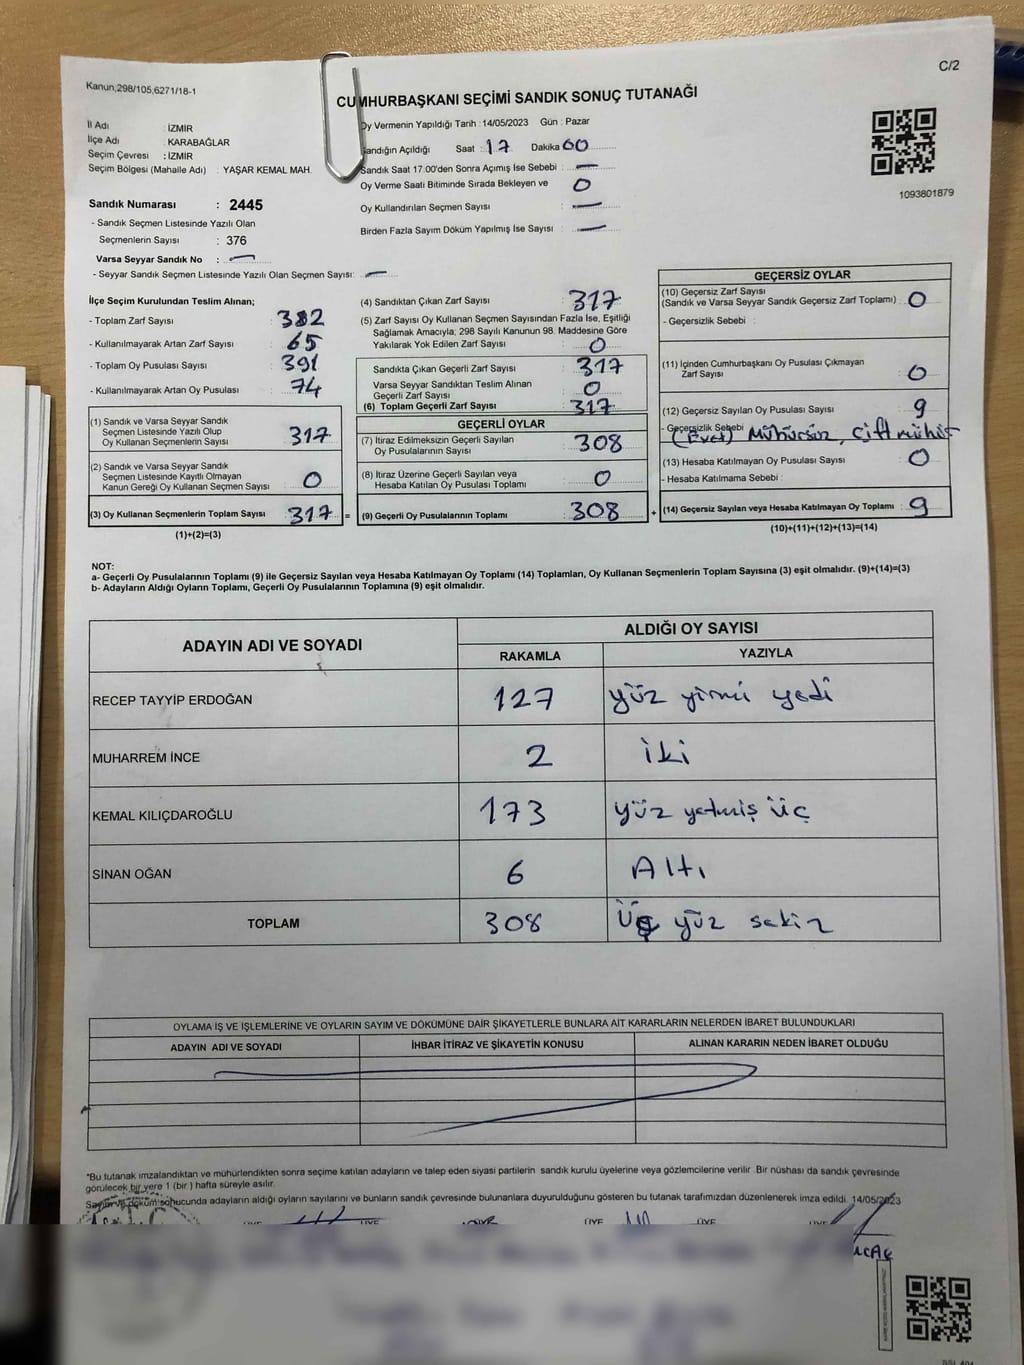 Kanun,298/105,6271/18-1
C/2
CUMHURBAŞKANI SEÇİMİ SANDIK SONUÇ TUTANAĞI
İl Adı : İZMİR
İlçe Adı : KARABAĞLAR
Seçim Çevresi : İZMİR
Seçim Bölgesi (Mahalle Adı) : YAŞAR KEMAL MAH.
Sandık Numarası : 2445
- Sandık Seçmen Listesinde Yazılı Olan
Seçmenlerin Sayısı : 376
Varsa Seyyar Sandık No : —
- Seyyar Sandık Seçmen Listesinde Yazılı Olan Seçmen Sayısı: —
Oy Vermenin Yapıldığı Tarih : 14/05/2023 Gün : Pazar
Sandığın Açıldığı Saat : 17 Dakika 00
Sandık Saat 17:00'den Sonra Açımış İse Sebebi : —
Oy Verme Saati Bitiminde Sırada Bekleyen ve 0
Oy Kullandırılan Seçmen Sayısı : —
Birden Fazla Sayım Döküm Yapılmış İse Sayısı : —
1093801879
İlçe Seçim Kurulundan Teslim Alınan;
- Toplam Zarf Sayısı : 382
- Kullanılmayarak Artan Zarf Sayısı : 65
- Toplam Oy Pusulası Sayısı : 391
- Kullanılmayarak Artan Oy Pusulası : 74
(1) Sandık ve Varsa Seyyar Sandık
Seçmen Listesinde Yazılı Olup
Oy Kullanan Seçmenlerin Sayısı : 317
(2) Sandık ve Varsa Seyyar Sandık
Seçmen Listesinde Kayıtlı Olmayan
Kanun Gereği Oy Kullanan Seçmen Sayısı : 0
(3) Oy Kullanan Seçmenlerin Toplam Sayısı : 317 =
(1)+(2)=(3)
(4) Sandıktan Çıkan Zarf Sayısı : 317
(5) Zarf Sayısı Oy Kullanan Seçmen Sayısından Fazla İse, Eşitliği
Sağlamak Amacıyla; 298 Sayılı Kanunun 98. Maddesine Göre
Yakılarak Yok Edilen Zarf Sayısı : 0
Sandıkta Çıkan Geçerli Zarf Sayısı : 317
Varsa Seyyar Sandıktan Teslim Alınan
Geçerli Zarf Sayısı : 0
(6) Toplam Geçerli Zarf Sayısı : 317
GEÇERLİ OYLAR
(7) İtiraz Edilmeksizin Geçerli Sayılan
Oy Pusulalarının Sayısı : 308
(8) İtiraz Üzerine Geçerli Sayılan veya
Hesaba Katılan Oy Pusulası Toplamı : 0
(9) Geçerli Oy Pusulalarının Toplamı : 308 +
GEÇERSİZ OYLAR
(10) Geçersiz Zarf Sayısı
(Sandık ve Varsa Seyyar Sandık Geçersiz Zarf Toplamı) : 0
- Geçersizlik Sebebi :
(11) İçinden Cumhurbaşkanı Oy Pusulası Çıkmayan
Zarf Sayısı : 0
(12) Geçersiz Sayılan Oy Pusulası Sayısı : 9
- Geçersizlik Sebebi : (Evet) Mühürsüz, Çift mühür
(13) Hesaba Katılmayan Oy Pusulası Sayısı : 0
- Hesaba Katılmama Sebebi :
(14) Geçersiz Sayılan veya Hesaba Katılmayan Oy Toplamı : 9
(10)+(11)+(12)+(13)=(14)
NOT:
a- Geçerli Oy Pusulalarının Toplamı (9) ile Geçersiz Sayılan veya Hesaba Katılmayan Oy Toplamı (14) Toplamları, Oy Kullanan Seçmenlerin Toplam Sayısına (3) eşit olmalıdır. (9)+(14)=(3)
b- Adayların Aldığı Oyların Toplamı, Geçerli Oy Pusulalarının Toplamına (9) eşit olmalıdır.
ADAYIN ADI VE SOYADI
ALDIĞI OY SAYISI
RAKAMLA YAZIYLA
RECEP TAYYİP ERDOĞAN 127 yüz yirmi yedi
MUHARREM İNCE 2 iki
KEMAL KILIÇDAROĞLU 173 yüz yetmiş üç
SİNAN OĞAN 6 Altı
TOPLAM 308 Üç yüz sekiz
OYLAMA İŞ VE İŞLEMLERİNE VE OYLARIN SAYIM VE DÖKÜMÜNE DAİR ŞİKAYETLERLE BUNLARA AİT KARARLARIN NELERDEN İBARET BULUNDUKLARI
ADAYIN ADI VE SOYADI İHBAR İTİRAZ VE ŞİKAYETİN KONUSU ALINAN KARARIN NEDEN İBARET OLDUĞU
*Bu tutanak imzalandıktan ve mühürlendikten sonra seçime katılan adayların ve talep eden siyasi partilerin sandık kurulu üyelerine veya gözlemcilerine verilir .Bir nüshası da sandık çevresinde
görülecek bir yere 1 (bir ) hafta süreyle asılır.
Sayım ve döküm sonucunda adayların aldığı oyların sayılarını ve bunların sandık çevresinde bulunanlara duyurulduğunu gösteren bu tutanak tarafımızdan düzenlenerek imza edildi. 14/05/2023
ÜYE ÜYE ÜYE ÜYE ÜYE